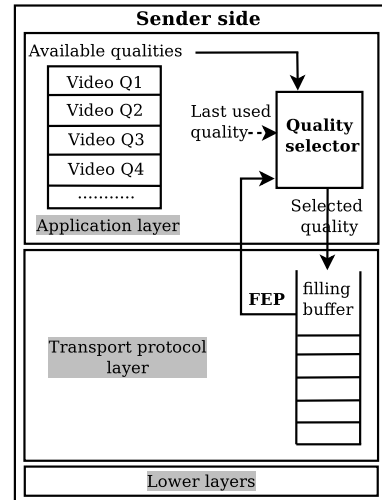 Sender side
Available qualities
Video Q1
Video Q2
Video Q3
Video Q4
...........
Application layer
Last used
quality
Quality
selector
Selected
quality
FEP
filling
buffer
Transport protocol
layer
Lower layers